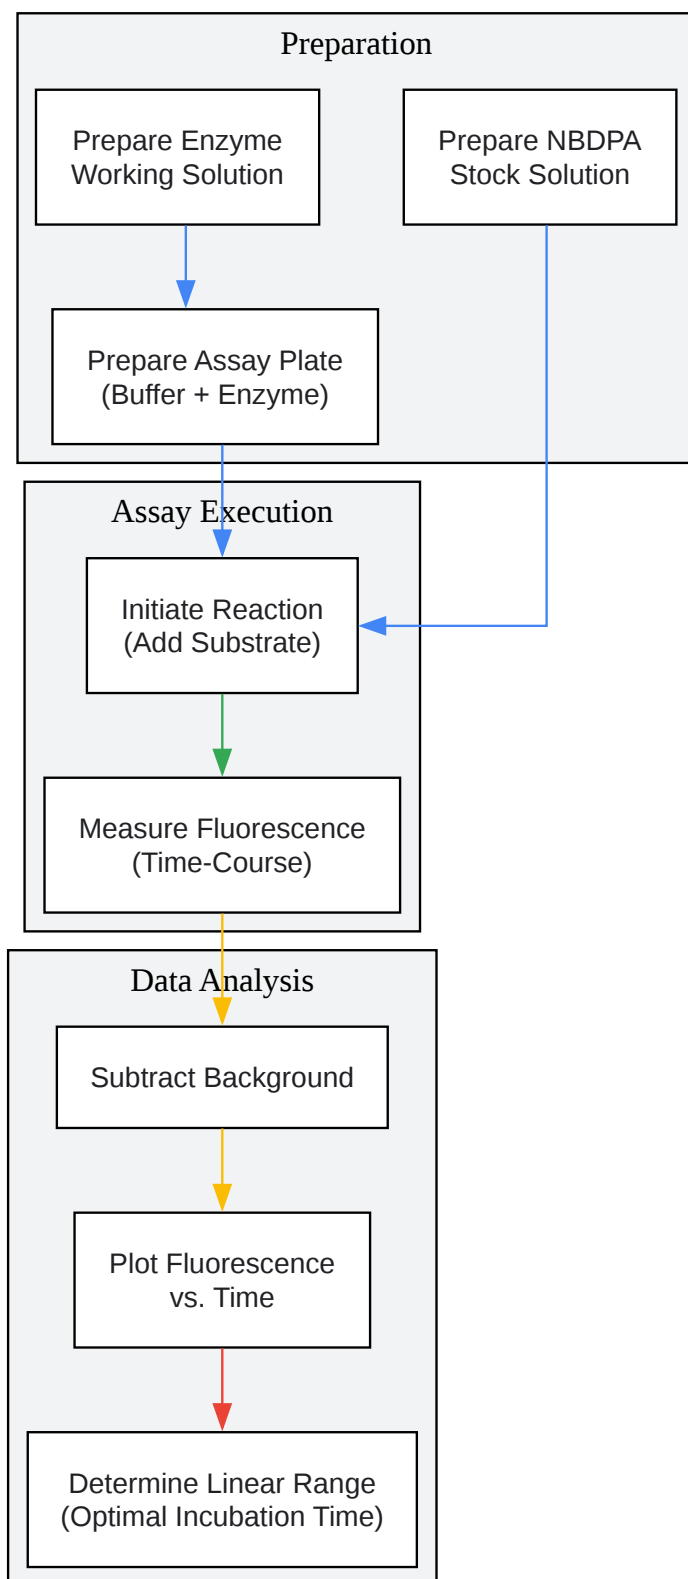 Preparation
Prepare Enzyme
Working Solution
Prepare NBDPA
Stock Solution
Prepare Assay Plate
(Buffer + Enzyme)
Assay Execution
Initiate Reaction
(Add Substrate)
Measure Fluorescence
(Time-Course)
Data Analysis
Subtract Background
Plot Fluorescence
vs. Time
Determine Linear Range
(Optimal Incubation Time)